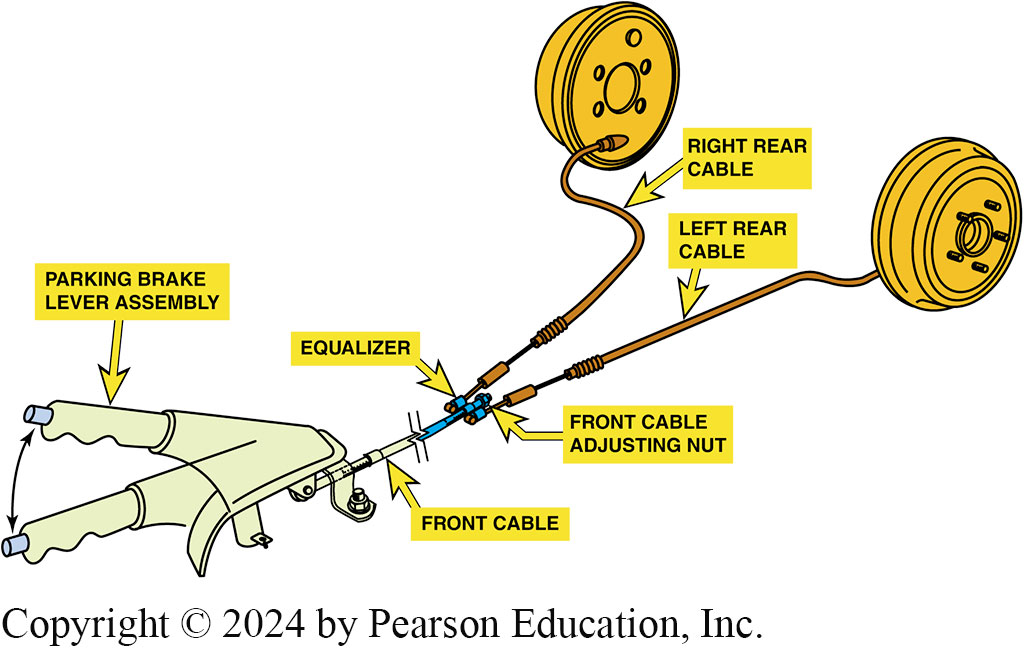 RIGHT REAR
CABLE
LEFT REAR
CABLE
PARKING BRAKE
LEVER ASSEMBLY
EQUALIZER
FRONT CABLE
ADJUSTING NUT
FRONT CABLE
Copyright © 2024 by Pearson Education, Inc.